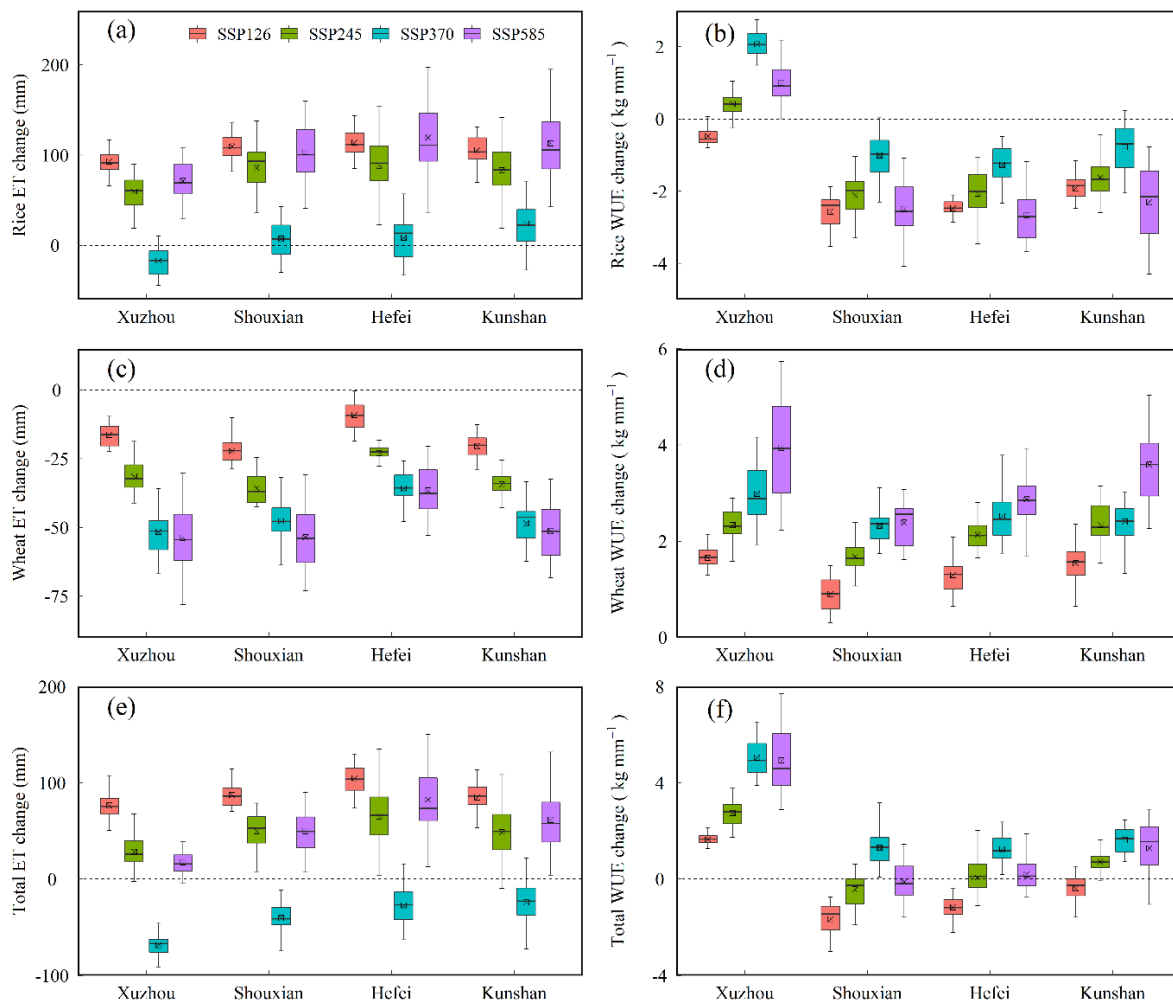 (a)
SSP126 SSP245 SSP370 SSP585
Rice ET change (mm)
200
100
0
Xuzhou Shouxian Hefei Kunshan
(b)
Rice WUE change ( kg mm⁻¹ )
2
0
-2
-4
Xuzhou Shouxian Hefei Kunshan
(c)
Wheat ET change (mm)
0
-25
-50
-75
Xuzhou Shouxian Hefei Kunshan
(d)
Wheat WUE change ( kg mm⁻¹ )
6
4
2
0
Xuzhou Shouxian Hefei Kunshan
(e)
Total ET change (mm)
200
100
0
-100
Xuzhou Shouxian Hefei Kunshan
(f)
Total WUE change ( kg mm⁻¹ )
8
4
0
-4
Xuzhou Shouxian Hefei Kunshan